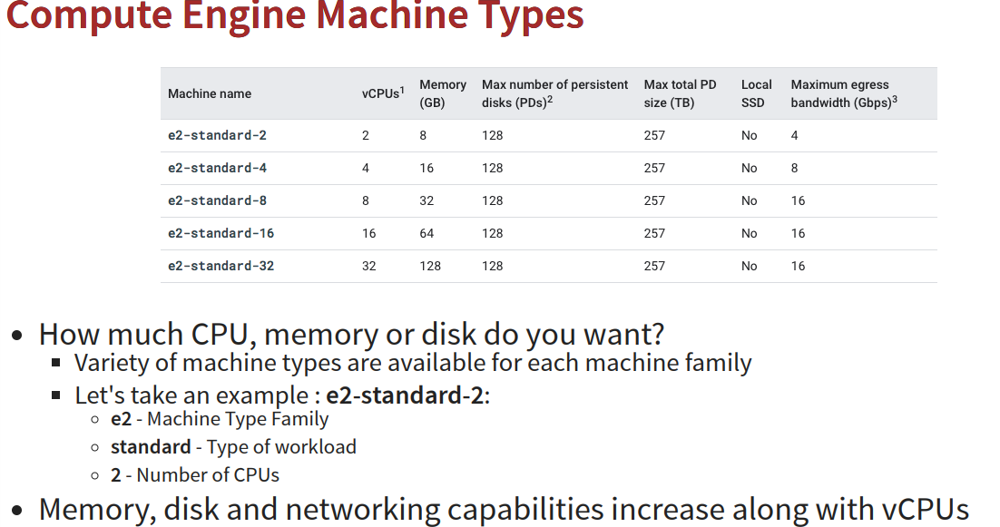 Compute Engine Machine Types
Machine name vCPUs1 Memory (GB) Max number of persistent disks (PDs)2 Max total PD size (TB) Local SSD Maximum egress bandwidth (Gbps)3
e2-standard-2 2 8 128 257 No 4
e2-standard-4 4 16 128 257 No 8
e2-standard-8 8 32 128 257 No 16
e2-standard-16 16 64 128 257 No 16
e2-standard-32 32 128 128 257 No 16
• How much CPU, memory or disk do you want?
▪ Variety of machine types are available for each machine family
▪ Let's take an example : e2-standard-2:
○ e2 - Machine Type Family
○ standard - Type of workload
○ 2 - Number of CPUs
• Memory, disk and networking capabilities increase along with vCPUs